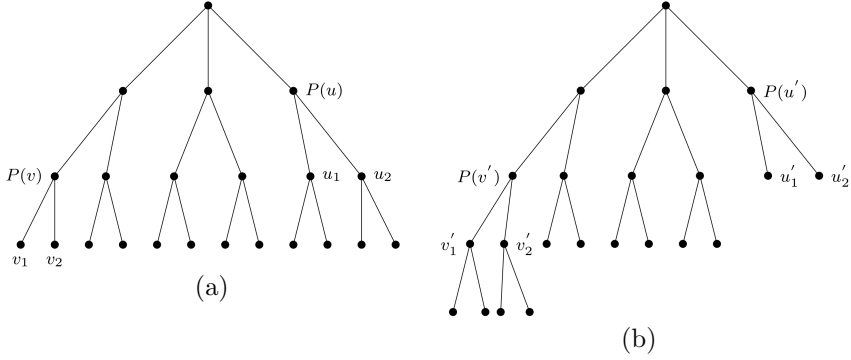 P(u)
P(v)
u₁
u₂
v₁
v₂
(a)
P(u′)
P(v′)
u′₁
u′₂
v′₁
v′₂
(b)